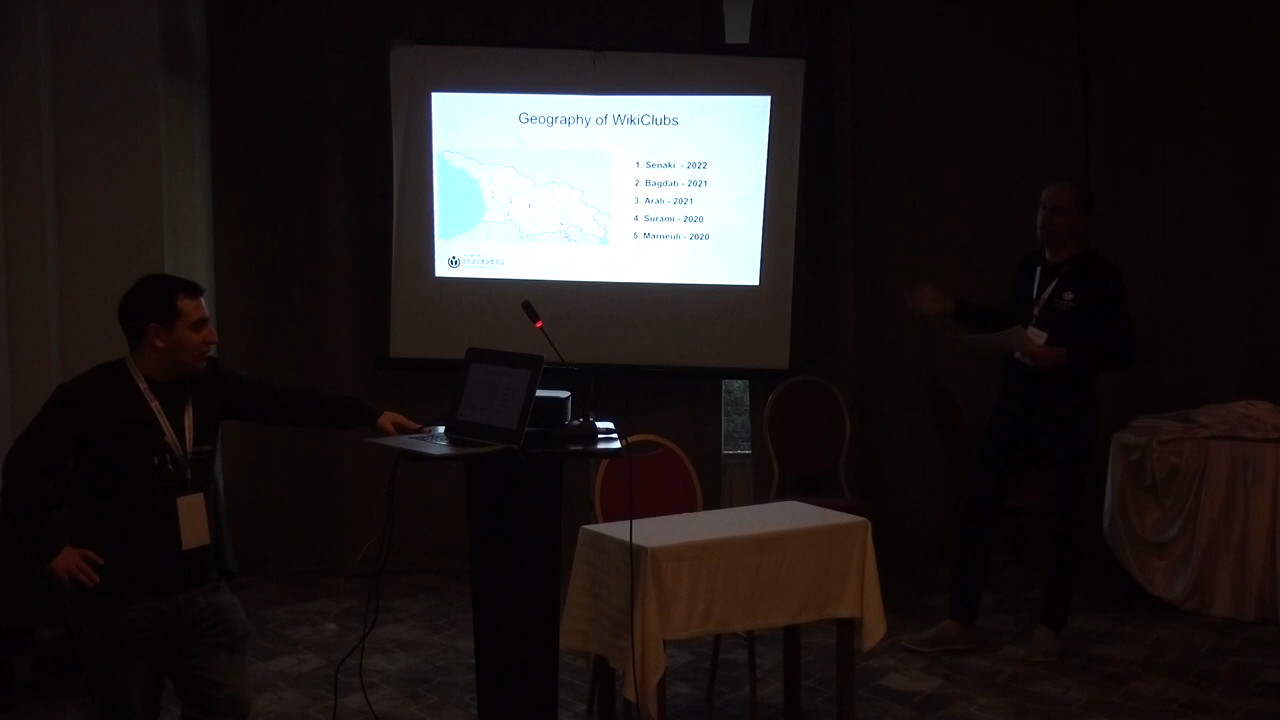 Geography of WikiClubs
1. Senaki - 2022
2. Bagdati - 2021
3. Arali - 2021
4. Surami - 2020
5. Marneuli - 2020